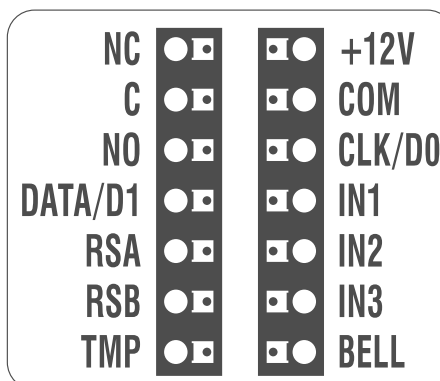 NC +12V
C COM
NO CLK/D0
DATA/D1 IN1
RSA IN2
RSB IN3
TMP BELL